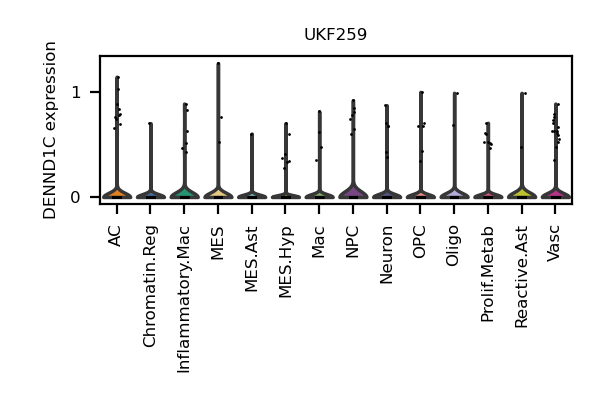 UKF259
DENND1C expression
1
0
AC
Chromatin.Reg
Inflammatory.Mac
MES
MES.Ast
MES.Hyp
Mac
NPC
Neuron
OPC
Oligo
Prolif.Metab
Reactive.Ast
Vasc